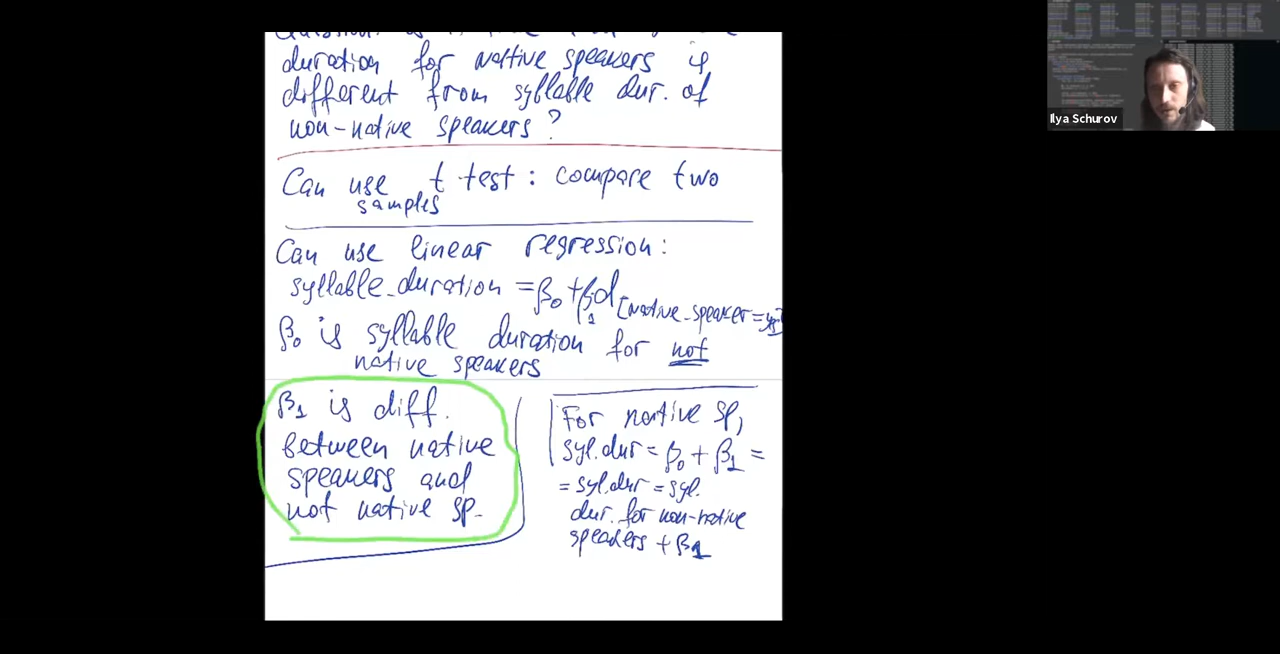 duration for native speakers is
different from syllable dur. of
non-native speakers?
Can use t test: compare two
samples
Can use linear regression:
syllable_duration = β₀ + β₁d[native_speaker=yes]
β₀ is syllable duration for not
native speakers
β₁ is diff.
between native
speakers and
not native sp.
For native sp,
syl.dur = β₀ + β₁ =
= syl.dur = syl.
dur. for non-native
speakers + β₁
Ilya Schurov